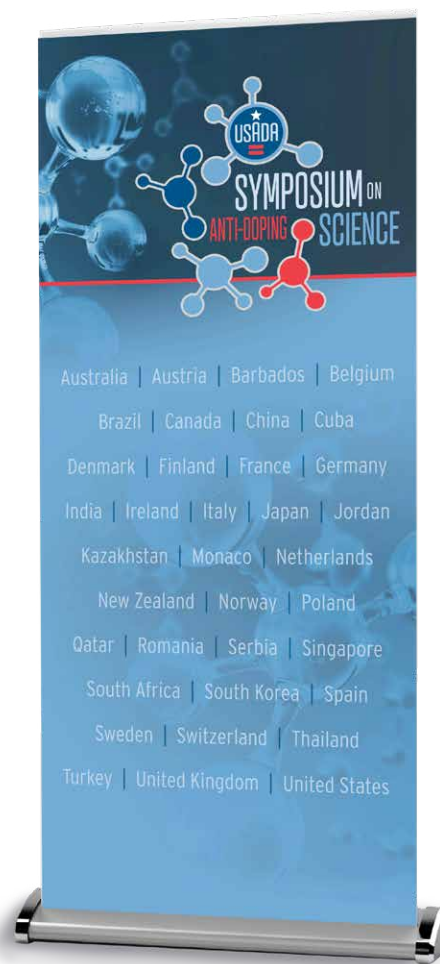 USADA
SYMPOSIUM ON
ANTI-DOPING SCIENCE
Australia | Austria | Barbados | Belgium
Brazil | Canada | China | Cuba
Denmark | Finland | France | Germany
India | Ireland | Italy | Japan | Jordan
Kazakhstan | Monaco | Netherlands
New Zealand | Norway | Poland
Qatar | Romania | Serbia | Singapore
South Africa | South Korea | Spain
Sweden | Switzerland | Thailand
Turkey | United Kingdom | United States